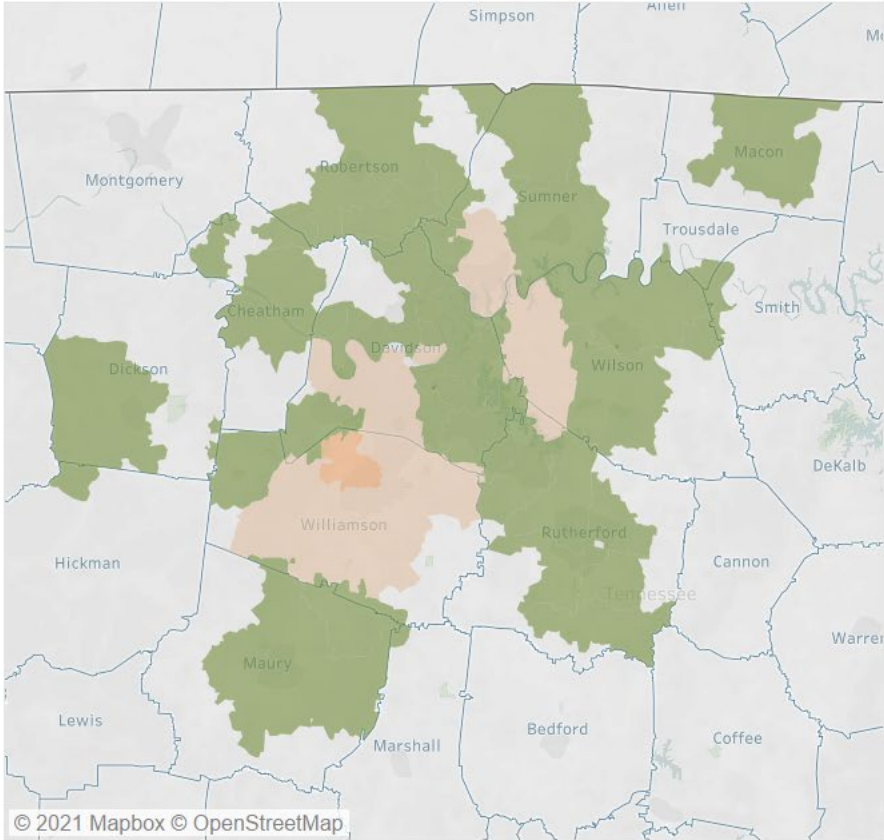 Simpson
Allen
Montgomery
Robertson
Macon
Sumner
Trousdale
Cheatham
Smith
Davidson
Dickson
Wilson
DeKalb
Williamson
Rutherford
Hickman
Cannon
Tennessee
Warren
Maury
Lewis
Bedford
Coffee
Marshall
© 2021 Mapbox © OpenStreetMap